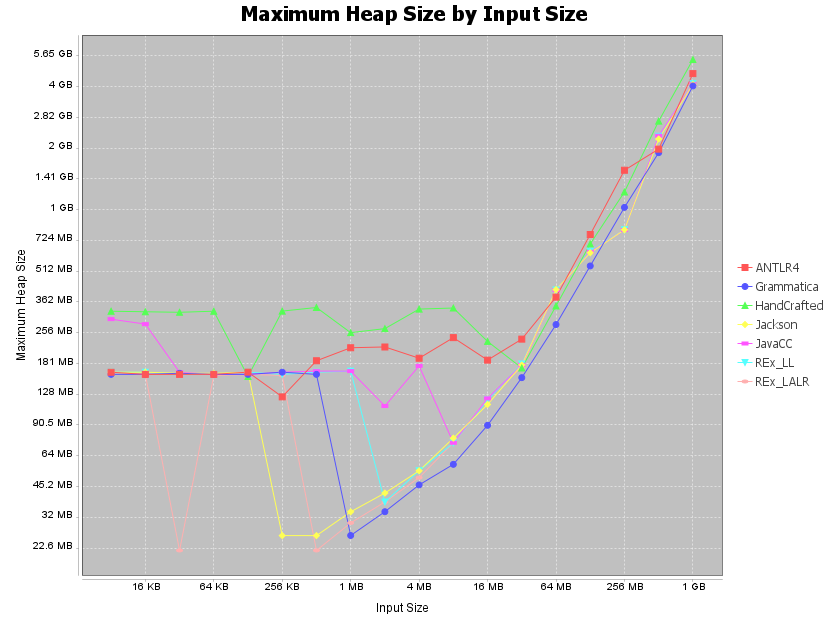 Maximum Heap Size by Input Size
5.65 GB
4 GB
2.82 GB
2 GB
1.41 GB
1 GB
724 MB
512 MB
362 MB
256 MB
181 MB
128 MB
90.5 MB
64 MB
45.2 MB
32 MB
22.6 MB
Maximum Heap Size
16 KB 64 KB 256 KB 1 MB 4 MB 16 MB 64 MB 256 MB 1 GB
Input Size
ANTLR4
Grammatica
HandCrafted
Jackson
JavaCC
REx_LL
REx_LALR